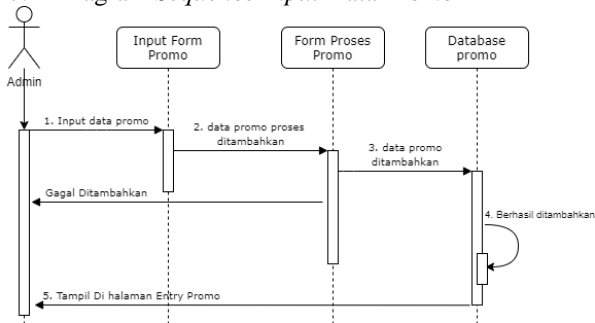 Diagram Sequence Input Data Promo
Input Form
Promo
Form Proses
Promo
Database
promo
Admin
1. Input data promo
2. data promo proses
ditambahkan
3. data promo
ditambahkan
Gagal Ditambahkan
4. Berhasil ditambahkan
5. Tampil Di halaman Entry Promo